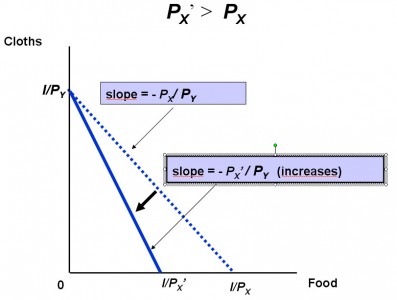 Px' > Px
Cloths
I/PY
slope = - Px/ PY
slope = - Px' / PY (increases)
0
I/Px'
I/Px
Food